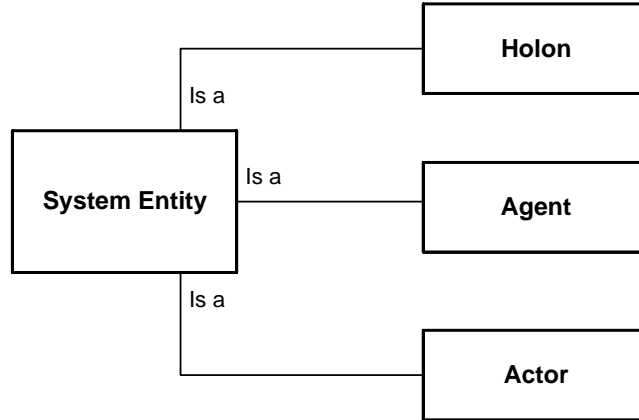 Holon
Is a
System Entity
Is a
Agent
Is a
Actor